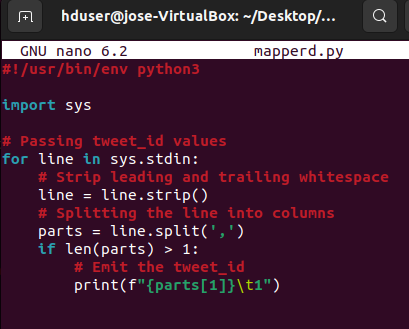 hduser@jose-VirtualBox: ~/Desktop/...
GNU nano 6.2 mapperd.py
#!/usr/bin/env python3
import sys
# Passing tweet_id values
for line in sys.stdin:
    # Strip leading and trailing whitespace
    line = line.strip()
    # Splitting the line into columns
    parts = line.split(',')
    if len(parts) > 1:
        # Emit the tweet_id
        print(f"{parts[1]}\t1")